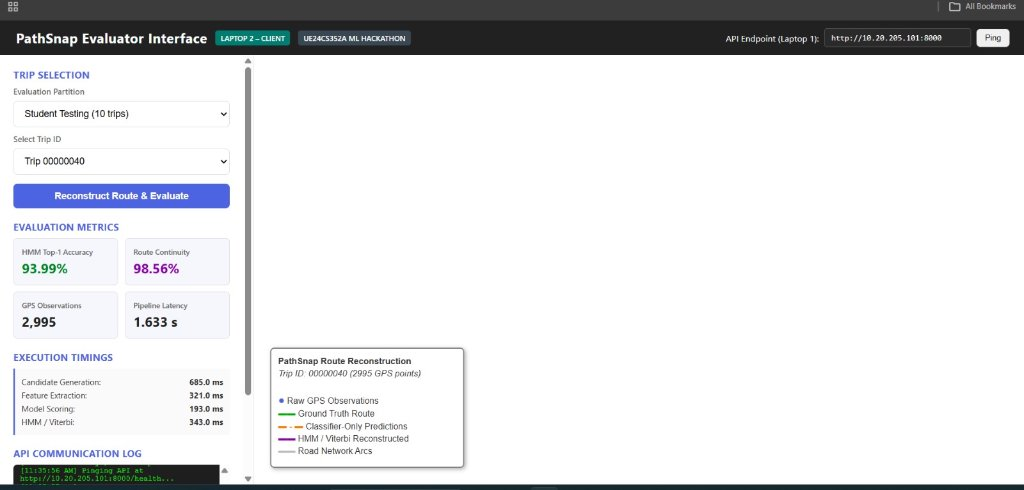 All Bookmarks
PathSnap Evaluator Interface
LAPTOP 2 – CLIENT
UE24CS352A ML HACKATHON
API Endpoint (Laptop 1):
http://10.20.205.101:8000
Ping
TRIP SELECTION
Evaluation Partition
Student Testing (10 trips)
Select Trip ID
Trip 00000040
Reconstruct Route & Evaluate
EVALUATION METRICS
HMM Top-1 Accuracy
93.99%
Route Continuity
98.56%
GPS Observations
2,995
Pipeline Latency
1.633 s
EXECUTION TIMINGS
Candidate Generation: 685.0 ms
Feature Extraction: 321.0 ms
Model Scoring: 193.0 ms
HMM / Viterbi: 343.0 ms
API COMMUNICATION LOG
[11:35:56 AM] Pinging API at
http://10.20.205.101:8000/health...
PathSnap Route Reconstruction
Trip ID: 00000040 (2995 GPS points)
Raw GPS Observations
Ground Truth Route
Classifier-Only Predictions
HMM / Viterbi Reconstructed
Road Network Arcs